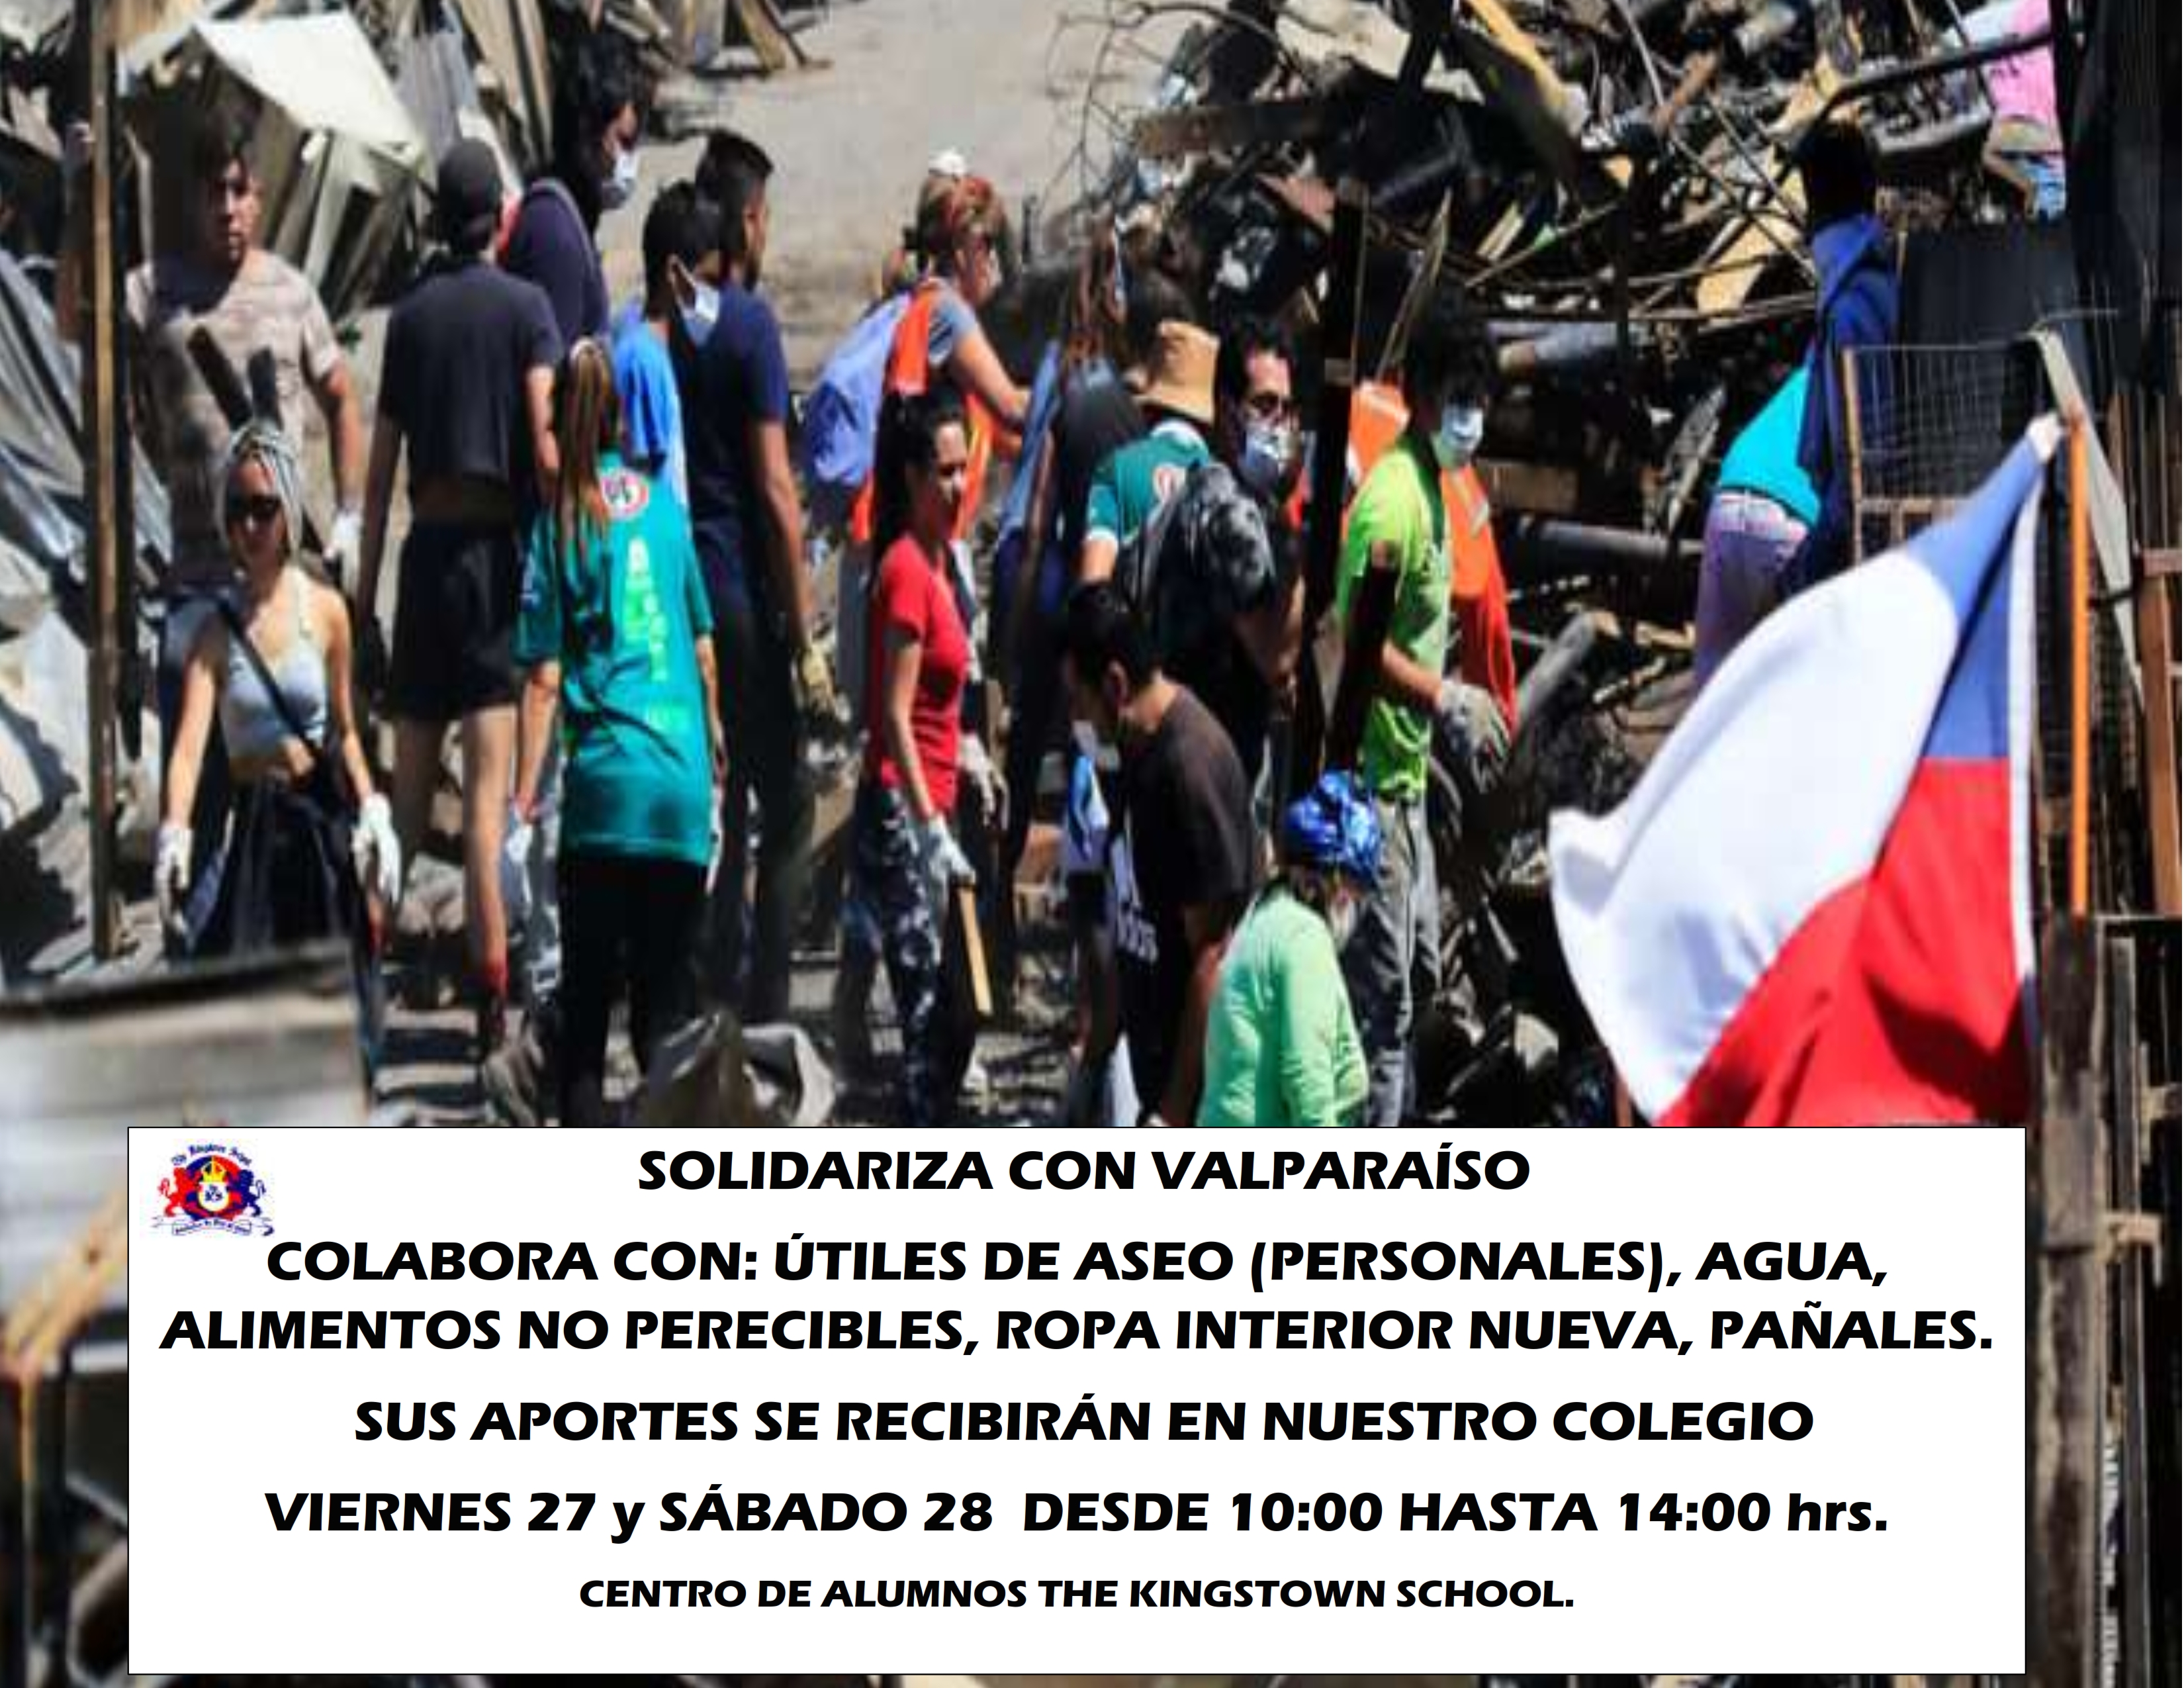 SOLIDARIZA CON VALPARAÍSO
COLABORA CON: ÚTILES DE ASEO (PERSONALES), AGUA,
ALIMENTOS NO PERECIBLES, ROPA INTERIOR NUEVA, PAÑALES.
SUS APORTES SE RECIBIRÁN EN NUESTRO COLEGIO
VIERNES 27 y SÁBADO 28 DESDE 10:00 HASTA 14:00 hrs.
CENTRO DE ALUMNOS THE KINGSTOWN SCHOOL.